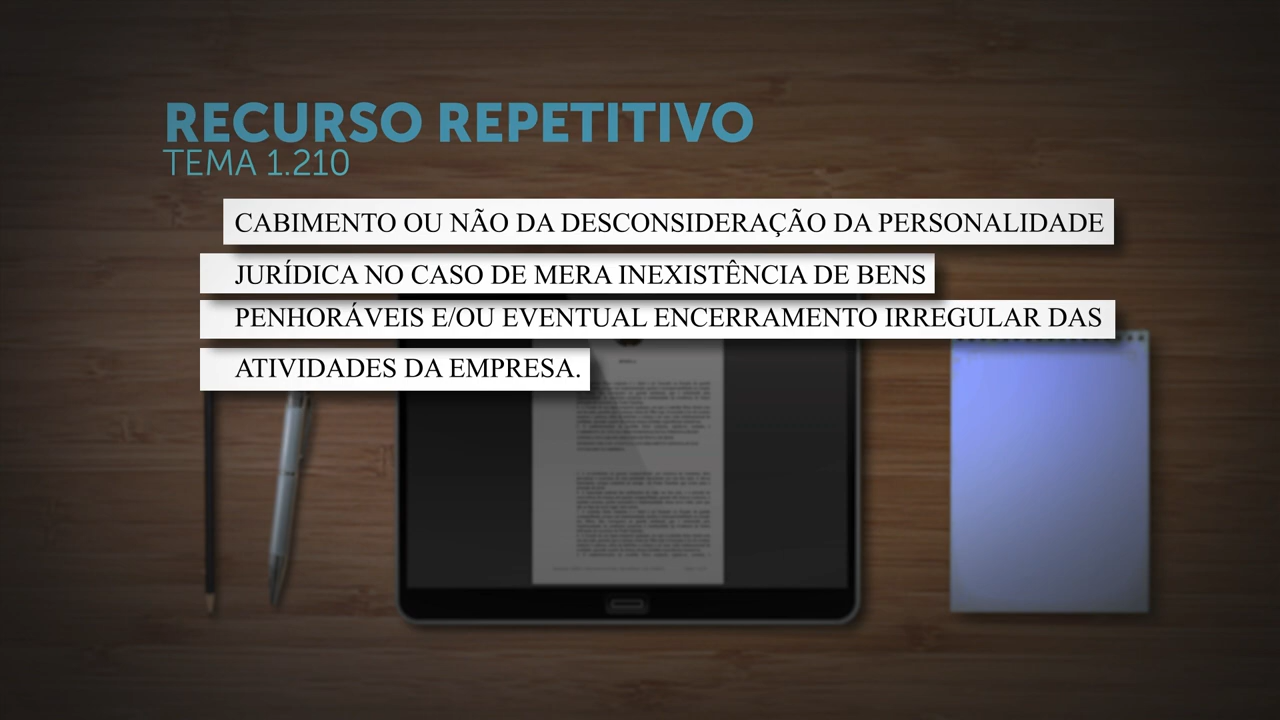 RECURSO REPETITIVO
TEMA 1.210
CABIMENTO OU NÃO DA DESCONSIDERAÇÃO DA PERSONALIDADE
JURÍDICA NO CASO DE MERA INEXISTÊNCIA DE BENS
PENHORÁVEIS E/OU EVENTUAL ENCERRAMENTO IRREGULAR DAS
ATIVIDADES DA EMPRESA.